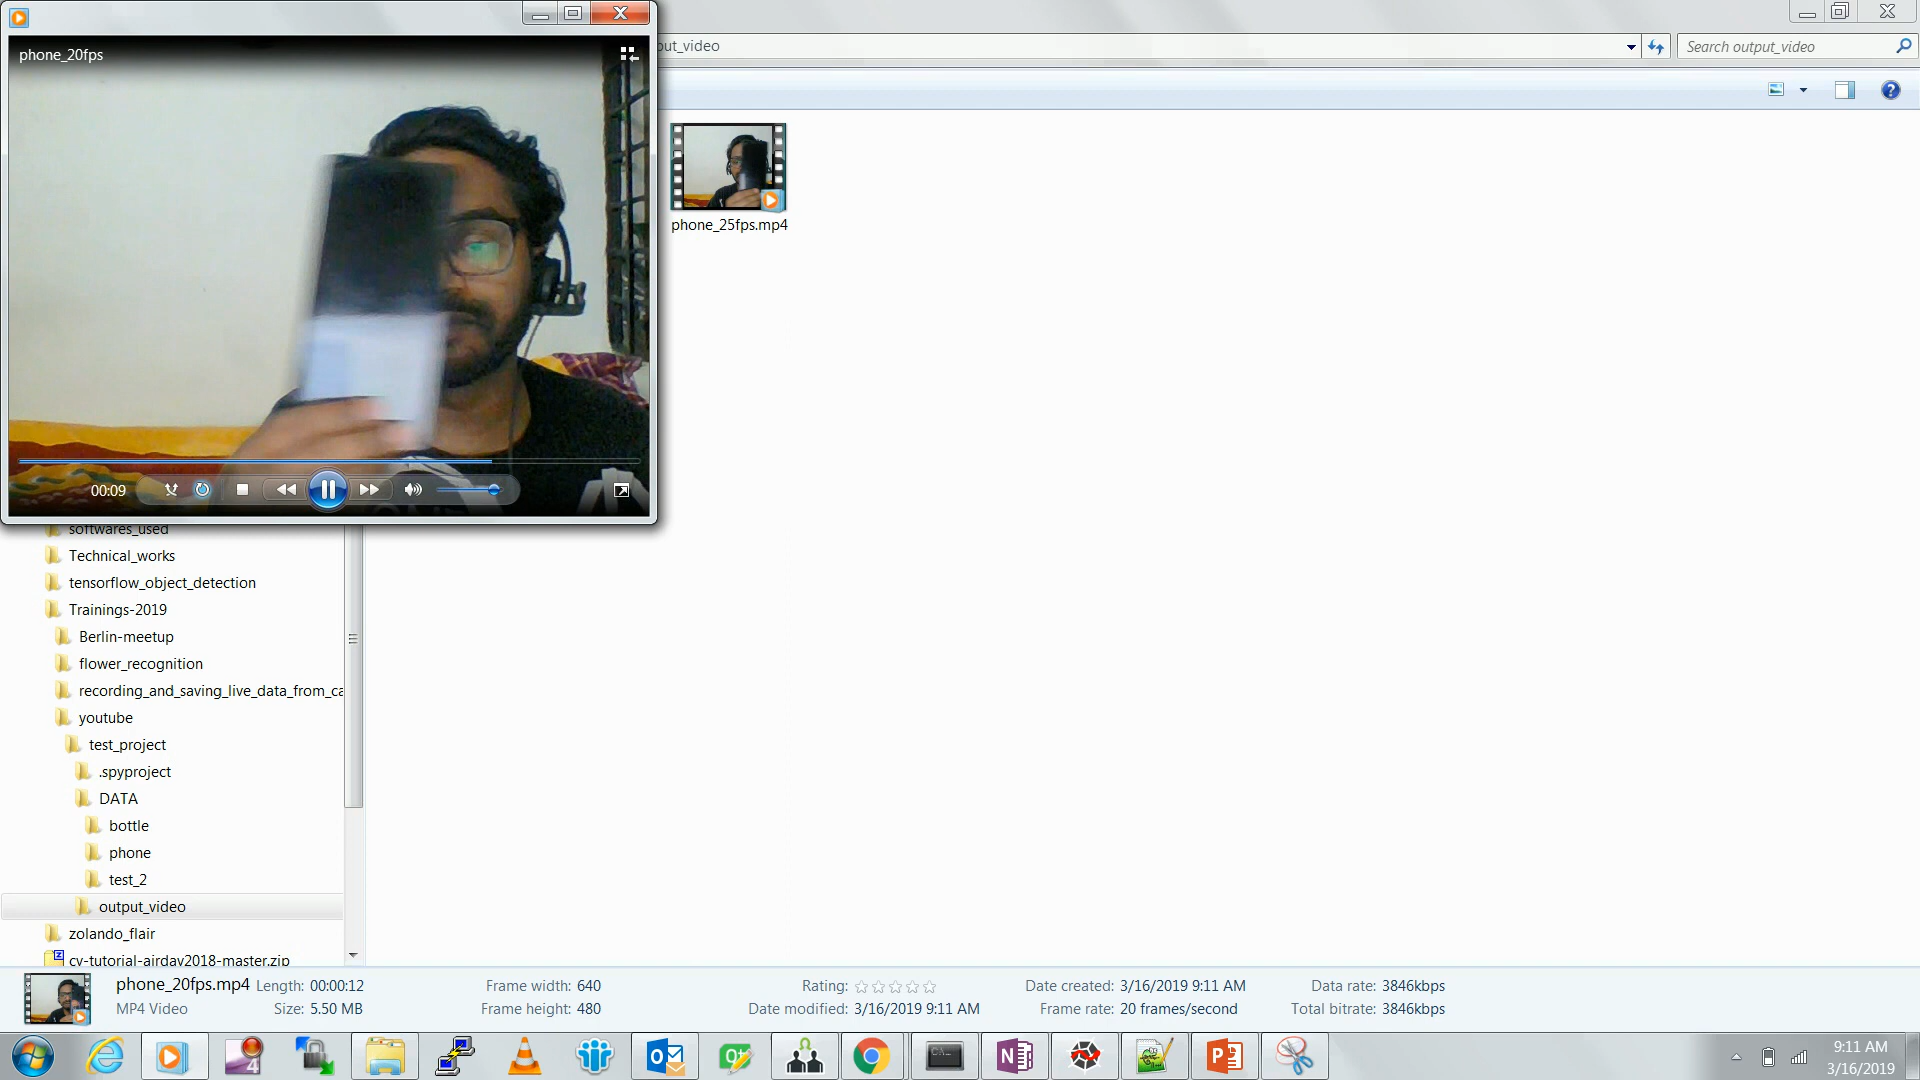 phone_20fps
out_video
Search output_video
phone_25fps.mp4
00:09
softwares_used
Technical_works
tensorflow_object_detection
Trainings-2019
Berlin-meetup
flower_recognition
recording_and_saving_live_data_from_ca
youtube
test_project
.spyproject
DATA
bottle
phone
test_2
output_video
zolando_flair
cv-tutorial-airday2018-master.zip
phone_20fps.mp4 Length: 00:00:12 Frame width: 640 Rating: Date created: 3/16/2019 9:11 AM Data rate: 3846kbps
MP4 Video Size: 5.50 MB Frame height: 480 Date modified: 3/16/2019 9:11 AM Frame rate: 20 frames/second Total bitrate: 3846kbps
9:11 AM
3/16/2019